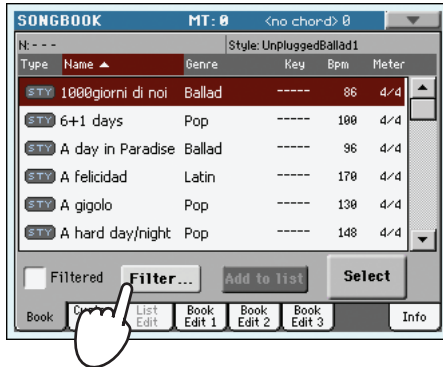 SONGBOOK MT: 0 <no chord> 0
N: - - - Style: UnpluggedBallad1
Type Name Genre Key Bpm Meter
STY 1000giorni di noi Ballad ----- 86 4/4
STY 6+1 days Pop ----- 100 4/4
STY A day in Paradise Ballad ----- 96 4/4
STY A felicidad Latin ----- 170 4/4
STY A gigolo Pop ----- 130 4/4
STY A hard day/night Pop ----- 148 4/4
Filtered Filter... Add to list Select
Book List Edit Book Edit 1 Book Edit 2 Book Edit 3 Info